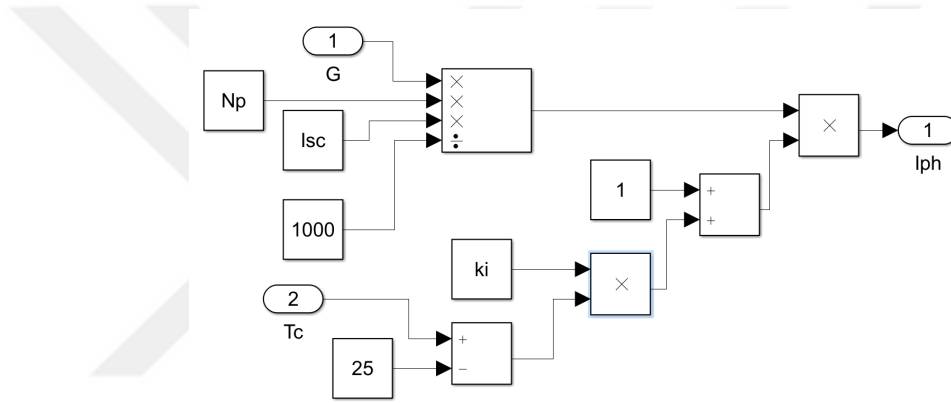 1
G
Np
×
×
×
÷
Isc
1000
×
1
Iph
1
+
+
ki
×
2
Tc
+
−
25